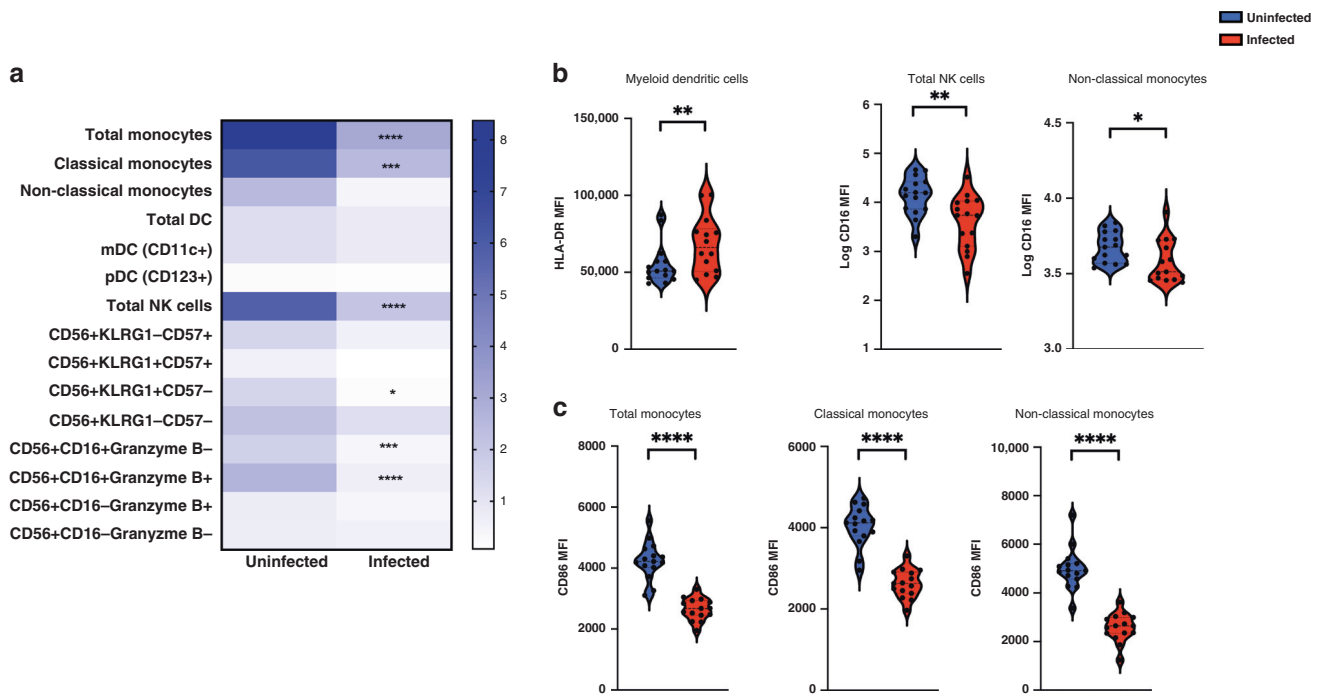 Uninfected
Infected
a
Total monocytes
Classical monocytes
Non-classical monocytes
Total DC
mDC (CD11c+)
pDC (CD123+)
Total NK cells
CD56+KLRG1–CD57+
CD56+KLRG1+CD57+
CD56+KLRG1+CD57–
CD56+KLRG1–CD57–
CD56+CD16+Granzyme B–
CD56+CD16+Granzyme B+
CD56+CD16–Granzyme B+
CD56+CD16–Granyzme B–
****
***
****
*
***
****
Uninfected Infected
8
7
6
5
4
3
2
1
b
Myeloid dendritic cells
**
HLA-DR MFI
150,000
100,000
50,000
0
Total NK cells
**
Log CD16 MFI
6
5
4
3
2
1
Non-classical monocytes
*
Log CD16 MFI
4.5
4.0
3.5
3.0
c
Total monocytes
****
CD86 MFI
8000
6000
4000
2000
0
Classical monocytes
****
CD86 MFI
6000
4000
2000
0
Non-classical monocytes
****
CD86 MFI
10,000
8000
6000
4000
2000
0